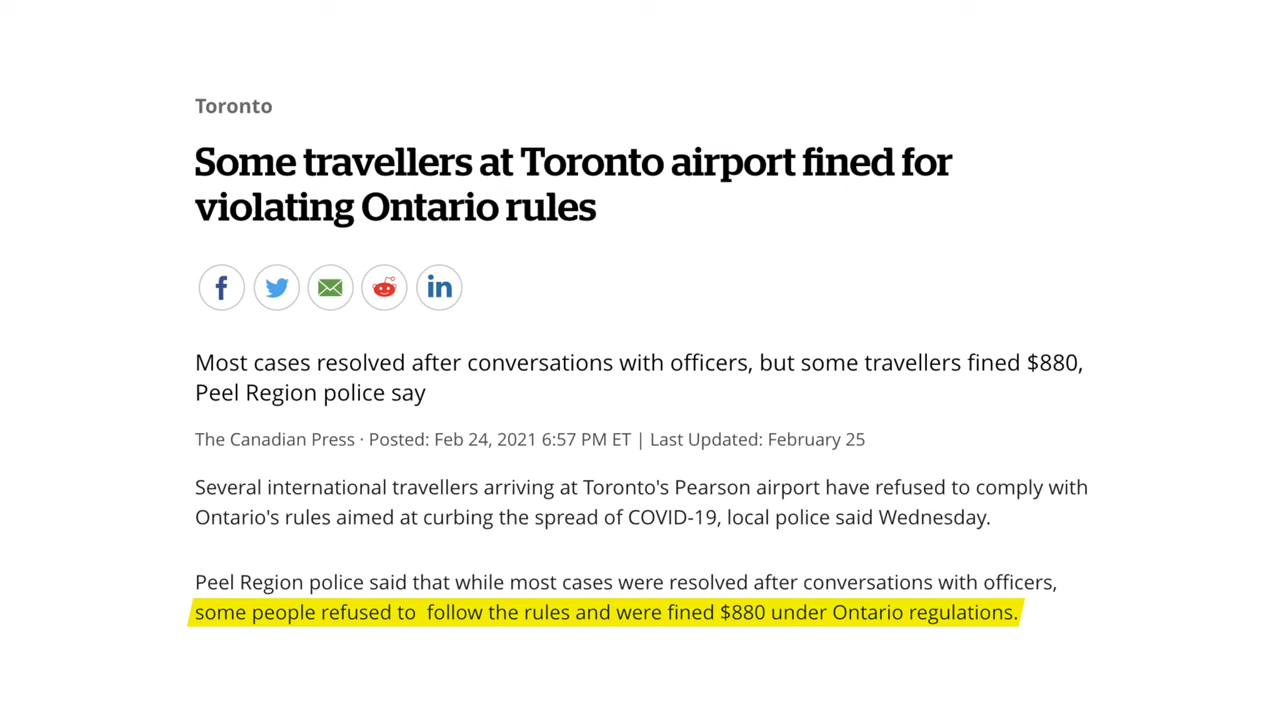 Toronto
Some travellers at Toronto airport fined for
violating Ontario rules
f
in
Most cases resolved after conversations with officers, but some travellers fined $880,
Peel Region police say
The Canadian Press · Posted: Feb 24, 2021 6:57 PM ET | Last Updated: February 25
Several international travellers arriving at Toronto's Pearson airport have refused to comply with
Ontario's rules aimed at curbing the spread of COVID-19, local police said Wednesday.
Peel Region police said that while most cases were resolved after conversations with officers,
some people refused to  follow the rules and were fined $880 under Ontario regulations.